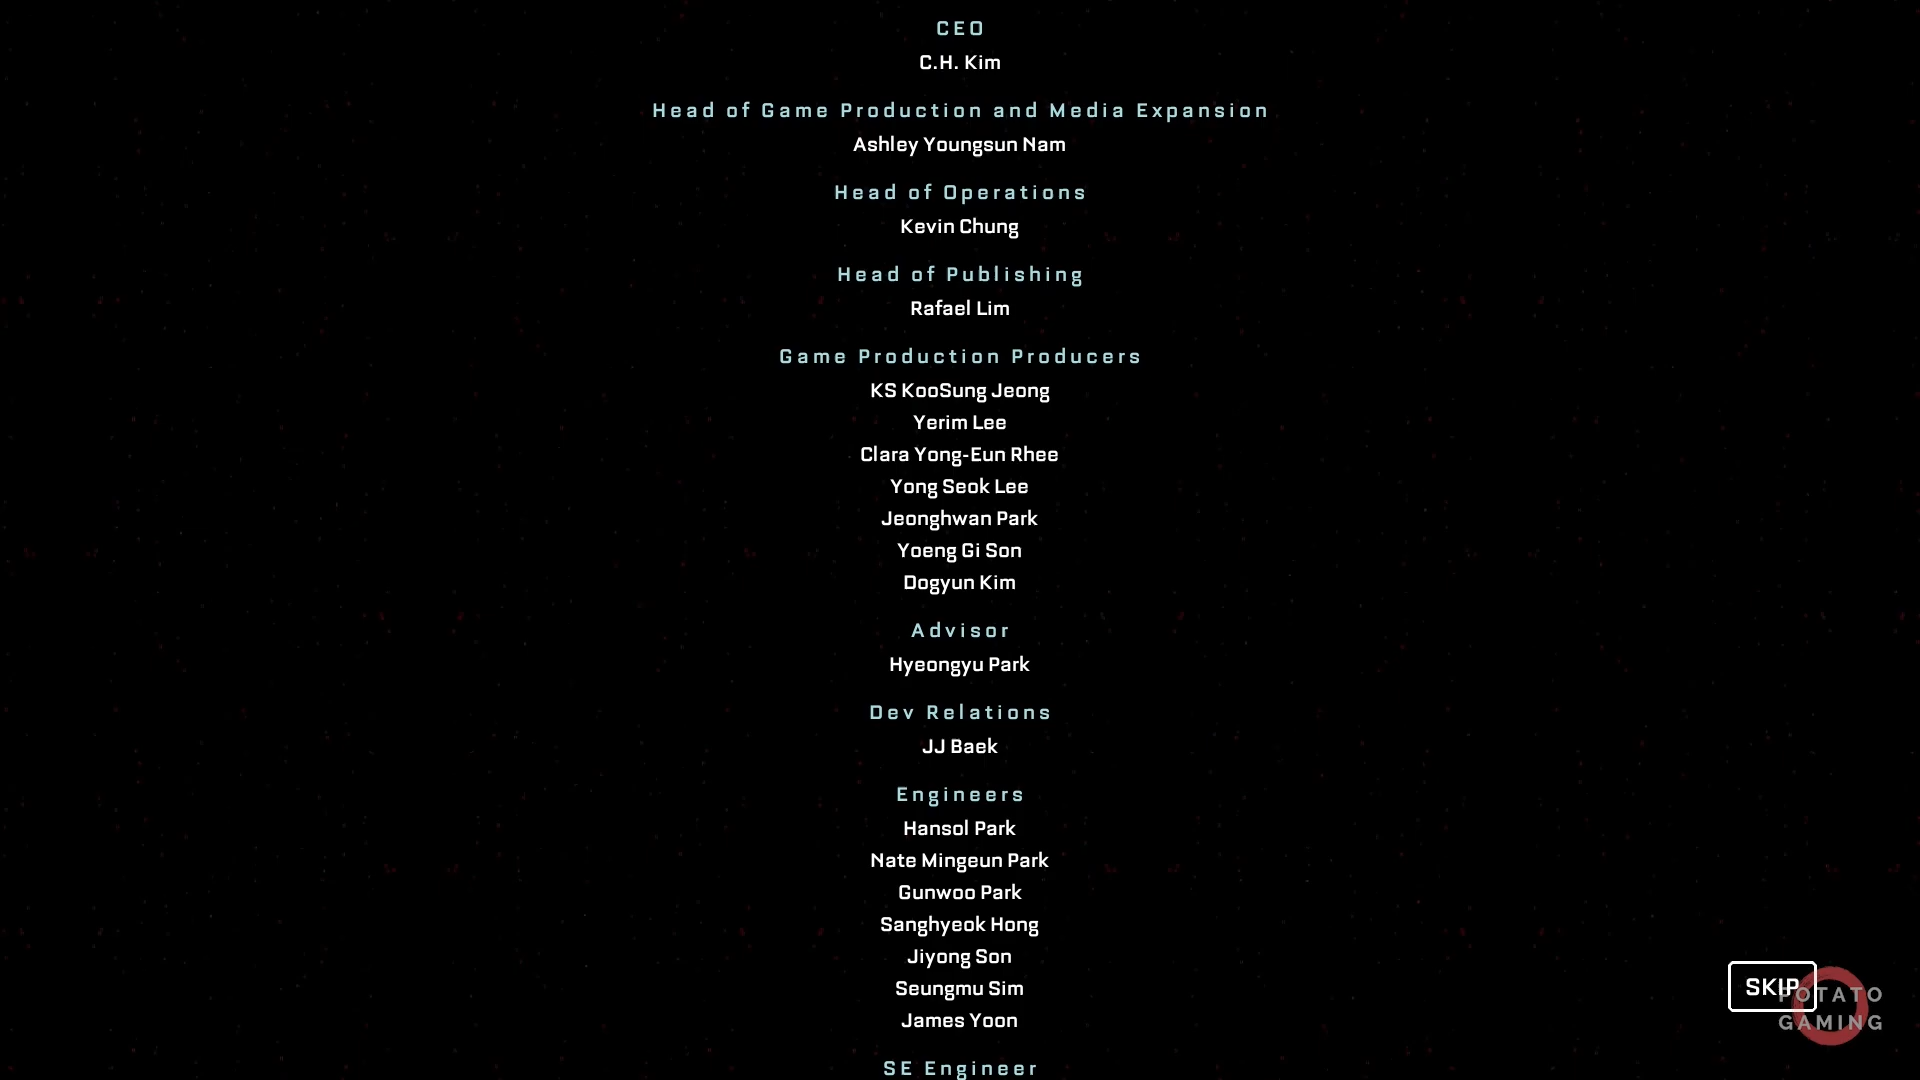 CEO
C.H. Kim
Head of Game Production and Media Expansion
Ashley Youngsun Nam
Head of Operations
Kevin Chung
Head of Publishing
Rafael Lim
Game Production Producers
KS KooSung Jeong
Yerim Lee
Clara Yong-Eun Rhee
Yong Seok Lee
Jeonghwan Park
Yoeng Gi Son
Dogyun Kim
Advisor
Hyeongyu Park
Dev Relations
JJ Baek
Engineers
Hansol Park
Nate Mingeun Park
Gunwoo Park
Sanghyeok Hong
Jiyong Son
Seungmu Sim
James Yoon
SE Engineer
SKIP
POTATO
GAMING